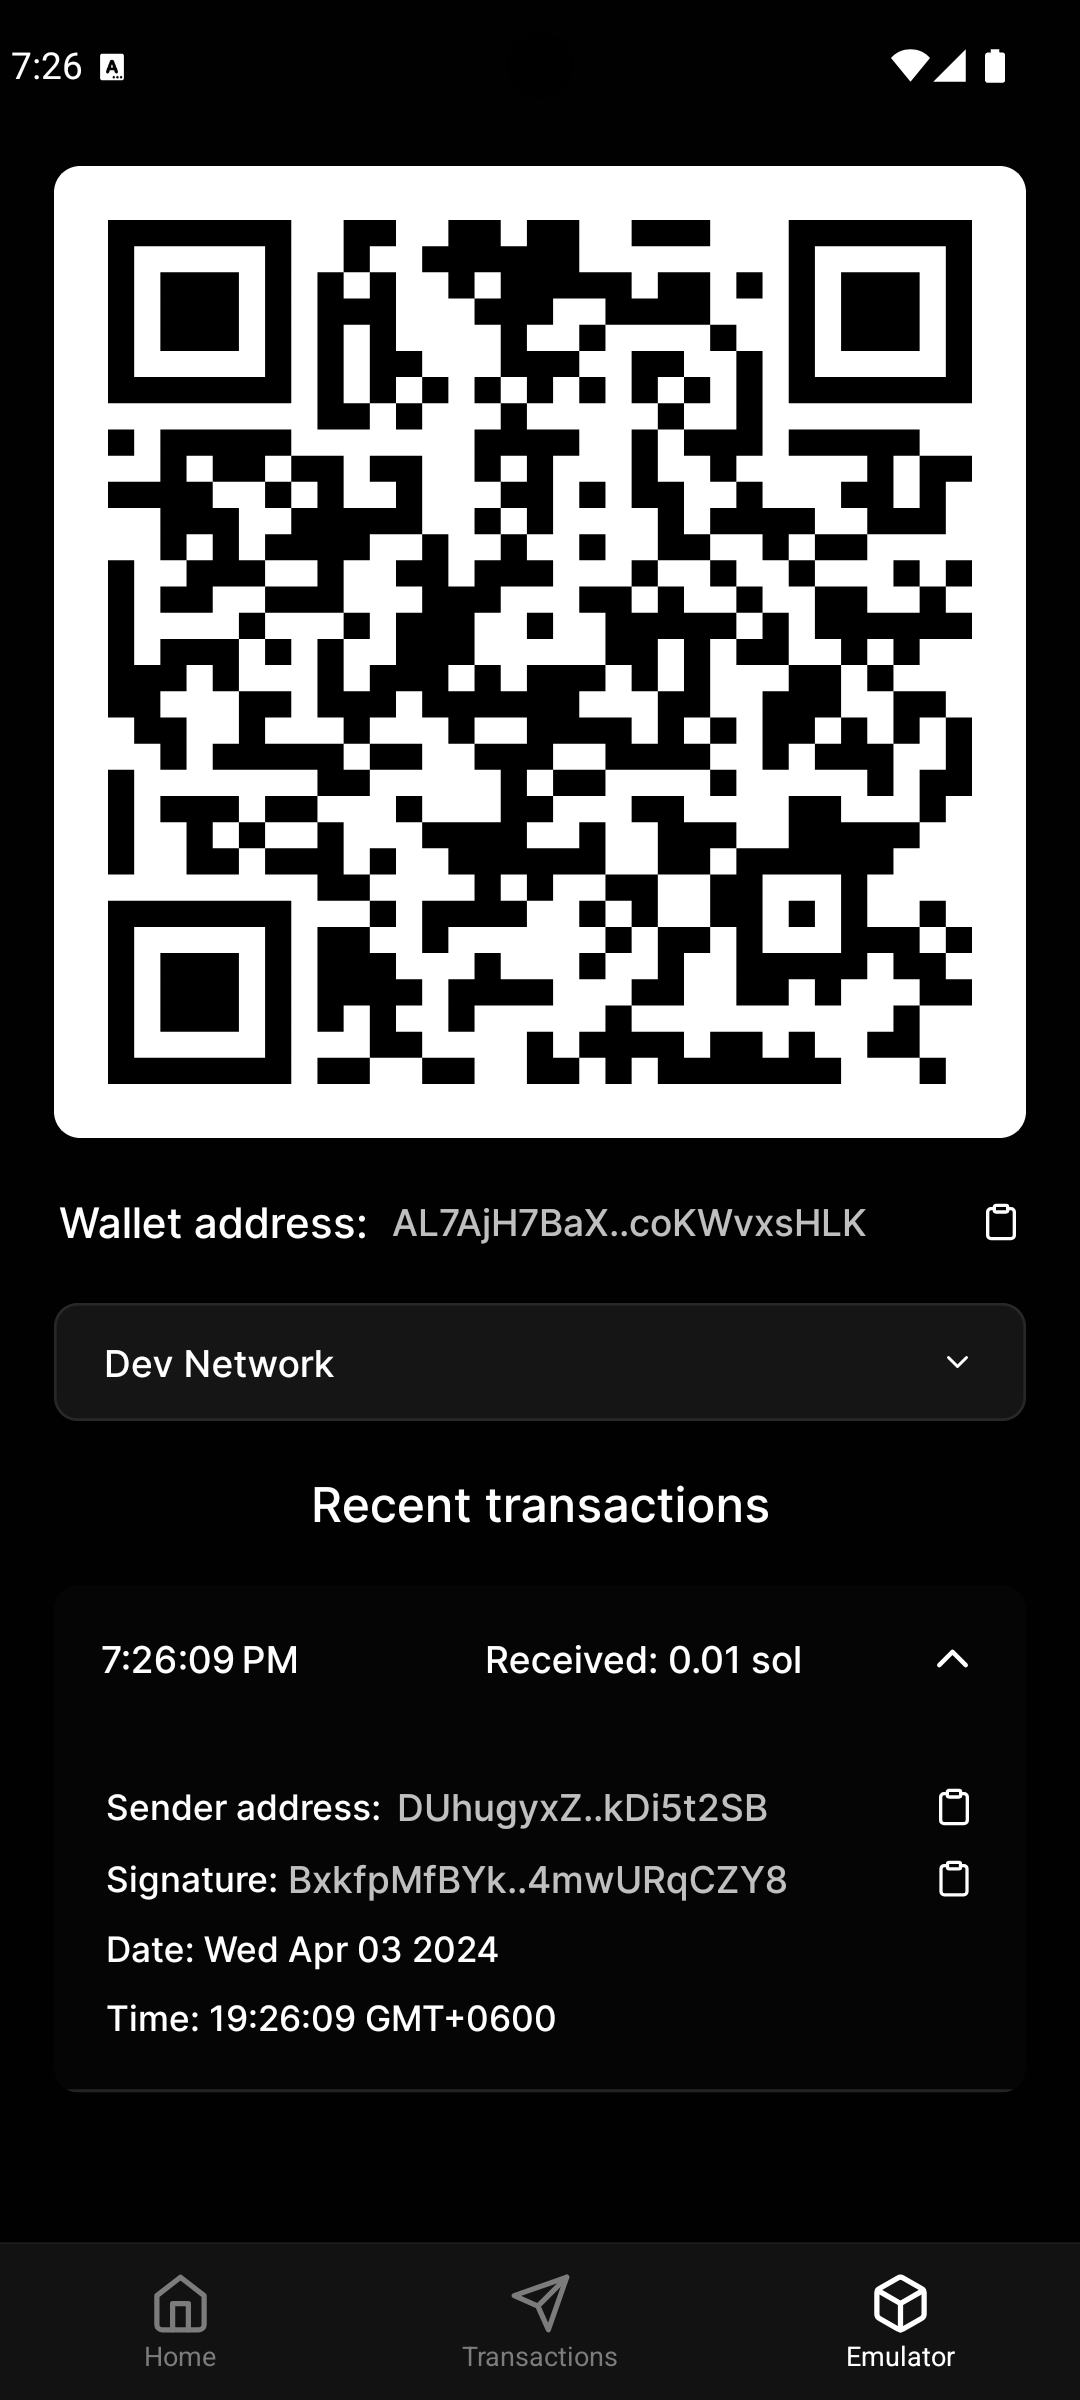 7:26
Wallet address: AL7AjH7BaX..coKWvxsHLK
Dev Network
Recent transactions
7:26:09 PM Received: 0.01 sol
Sender address: DUhugyxZ..kDi5t2SB
Signature: BxkfpMfBYk..4mwURqCZY8
Date: Wed Apr 03 2024
Time: 19:26:09 GMT+0600
Home Transactions Emulator